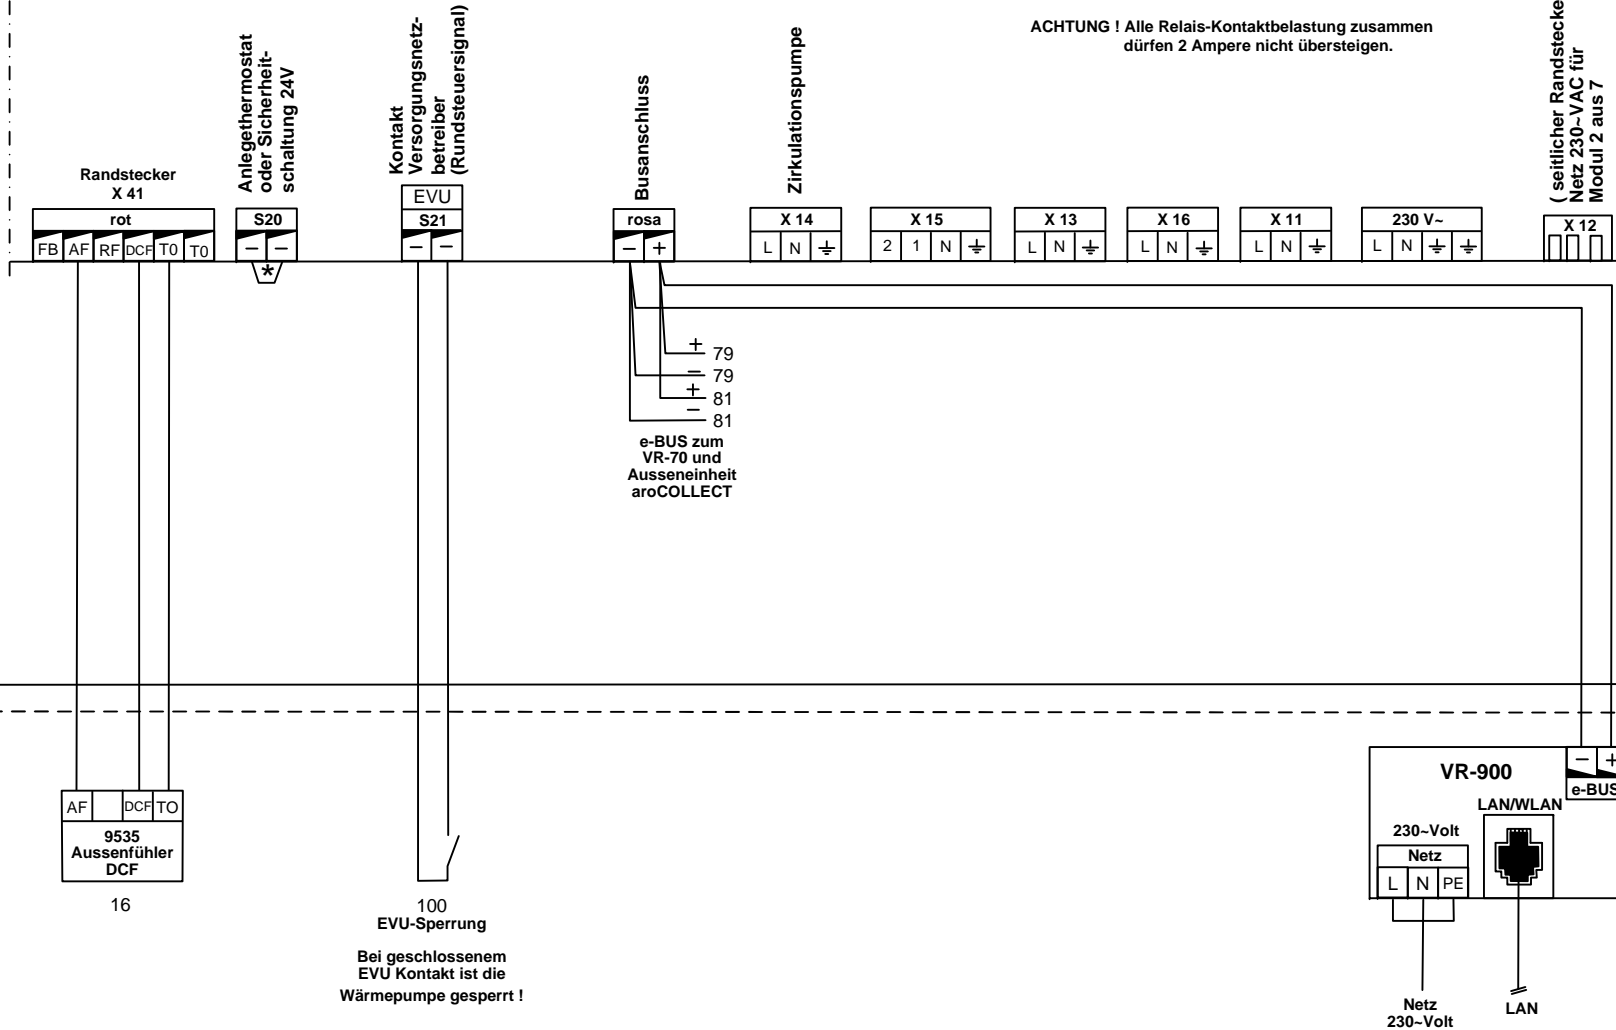 ACHTUNG ! Alle Relais-Kontaktbelastung zusammen
dürfen 2 Ampere nicht übersteigen.
Anlegethermostat
oder Sicherheit-
schaltung 24V
Kontakt
Versorgungsnetz-
betreiber
(Rundsteuersignal)
Busanschluss
Zirkulationspumpe
( seitlicher Randstecke
Netz 230~VAC für
Modul 2 aus 7
Randstecker
X 41
rot
FB AF RF DCF T0 T0
S20
– –
*
EVU
S21
– –
rosa
– +
X 14
L N
X 15
2 1 N
X 13
L N
X 16
L N
X 11
L N
230 V~
L N
X 12
+ 79
– 79
+ 81
– 81
e-BUS zum
VR-70 und
Ausseneinheit
aroCOLLECT
AF DCF TO
9535
Aussenfühler
DCF
16
100
EVU-Sperrung
Bei geschlossenem
EVU Kontakt ist die
Wärmepumpe gesperrt !
VR-900
– +
e-BUS
LAN/WLAN
230~Volt
Netz
L N PE
Netz
230~Volt
LAN